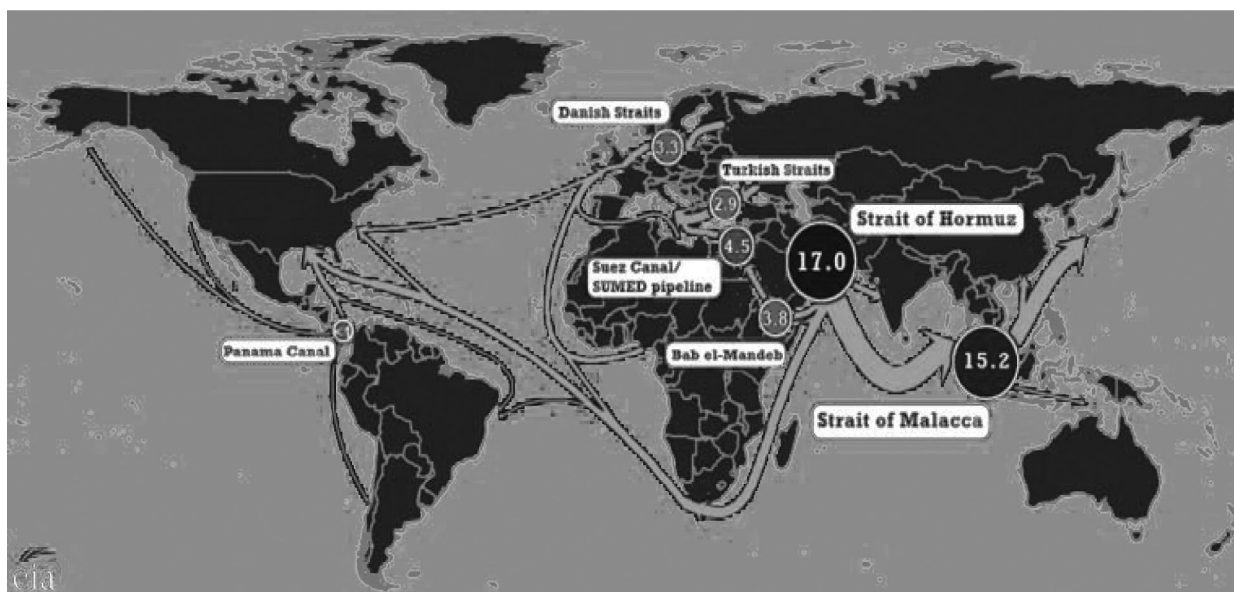 Danish Straits
3.3
Turkish Straits
2.9
Strait of Hormuz
4.5
17.0
Suez Canal/
SUMED pipeline
3.8
Panama Canal
Bab el-Mandeb
15.2
Strait of Malacca
cia